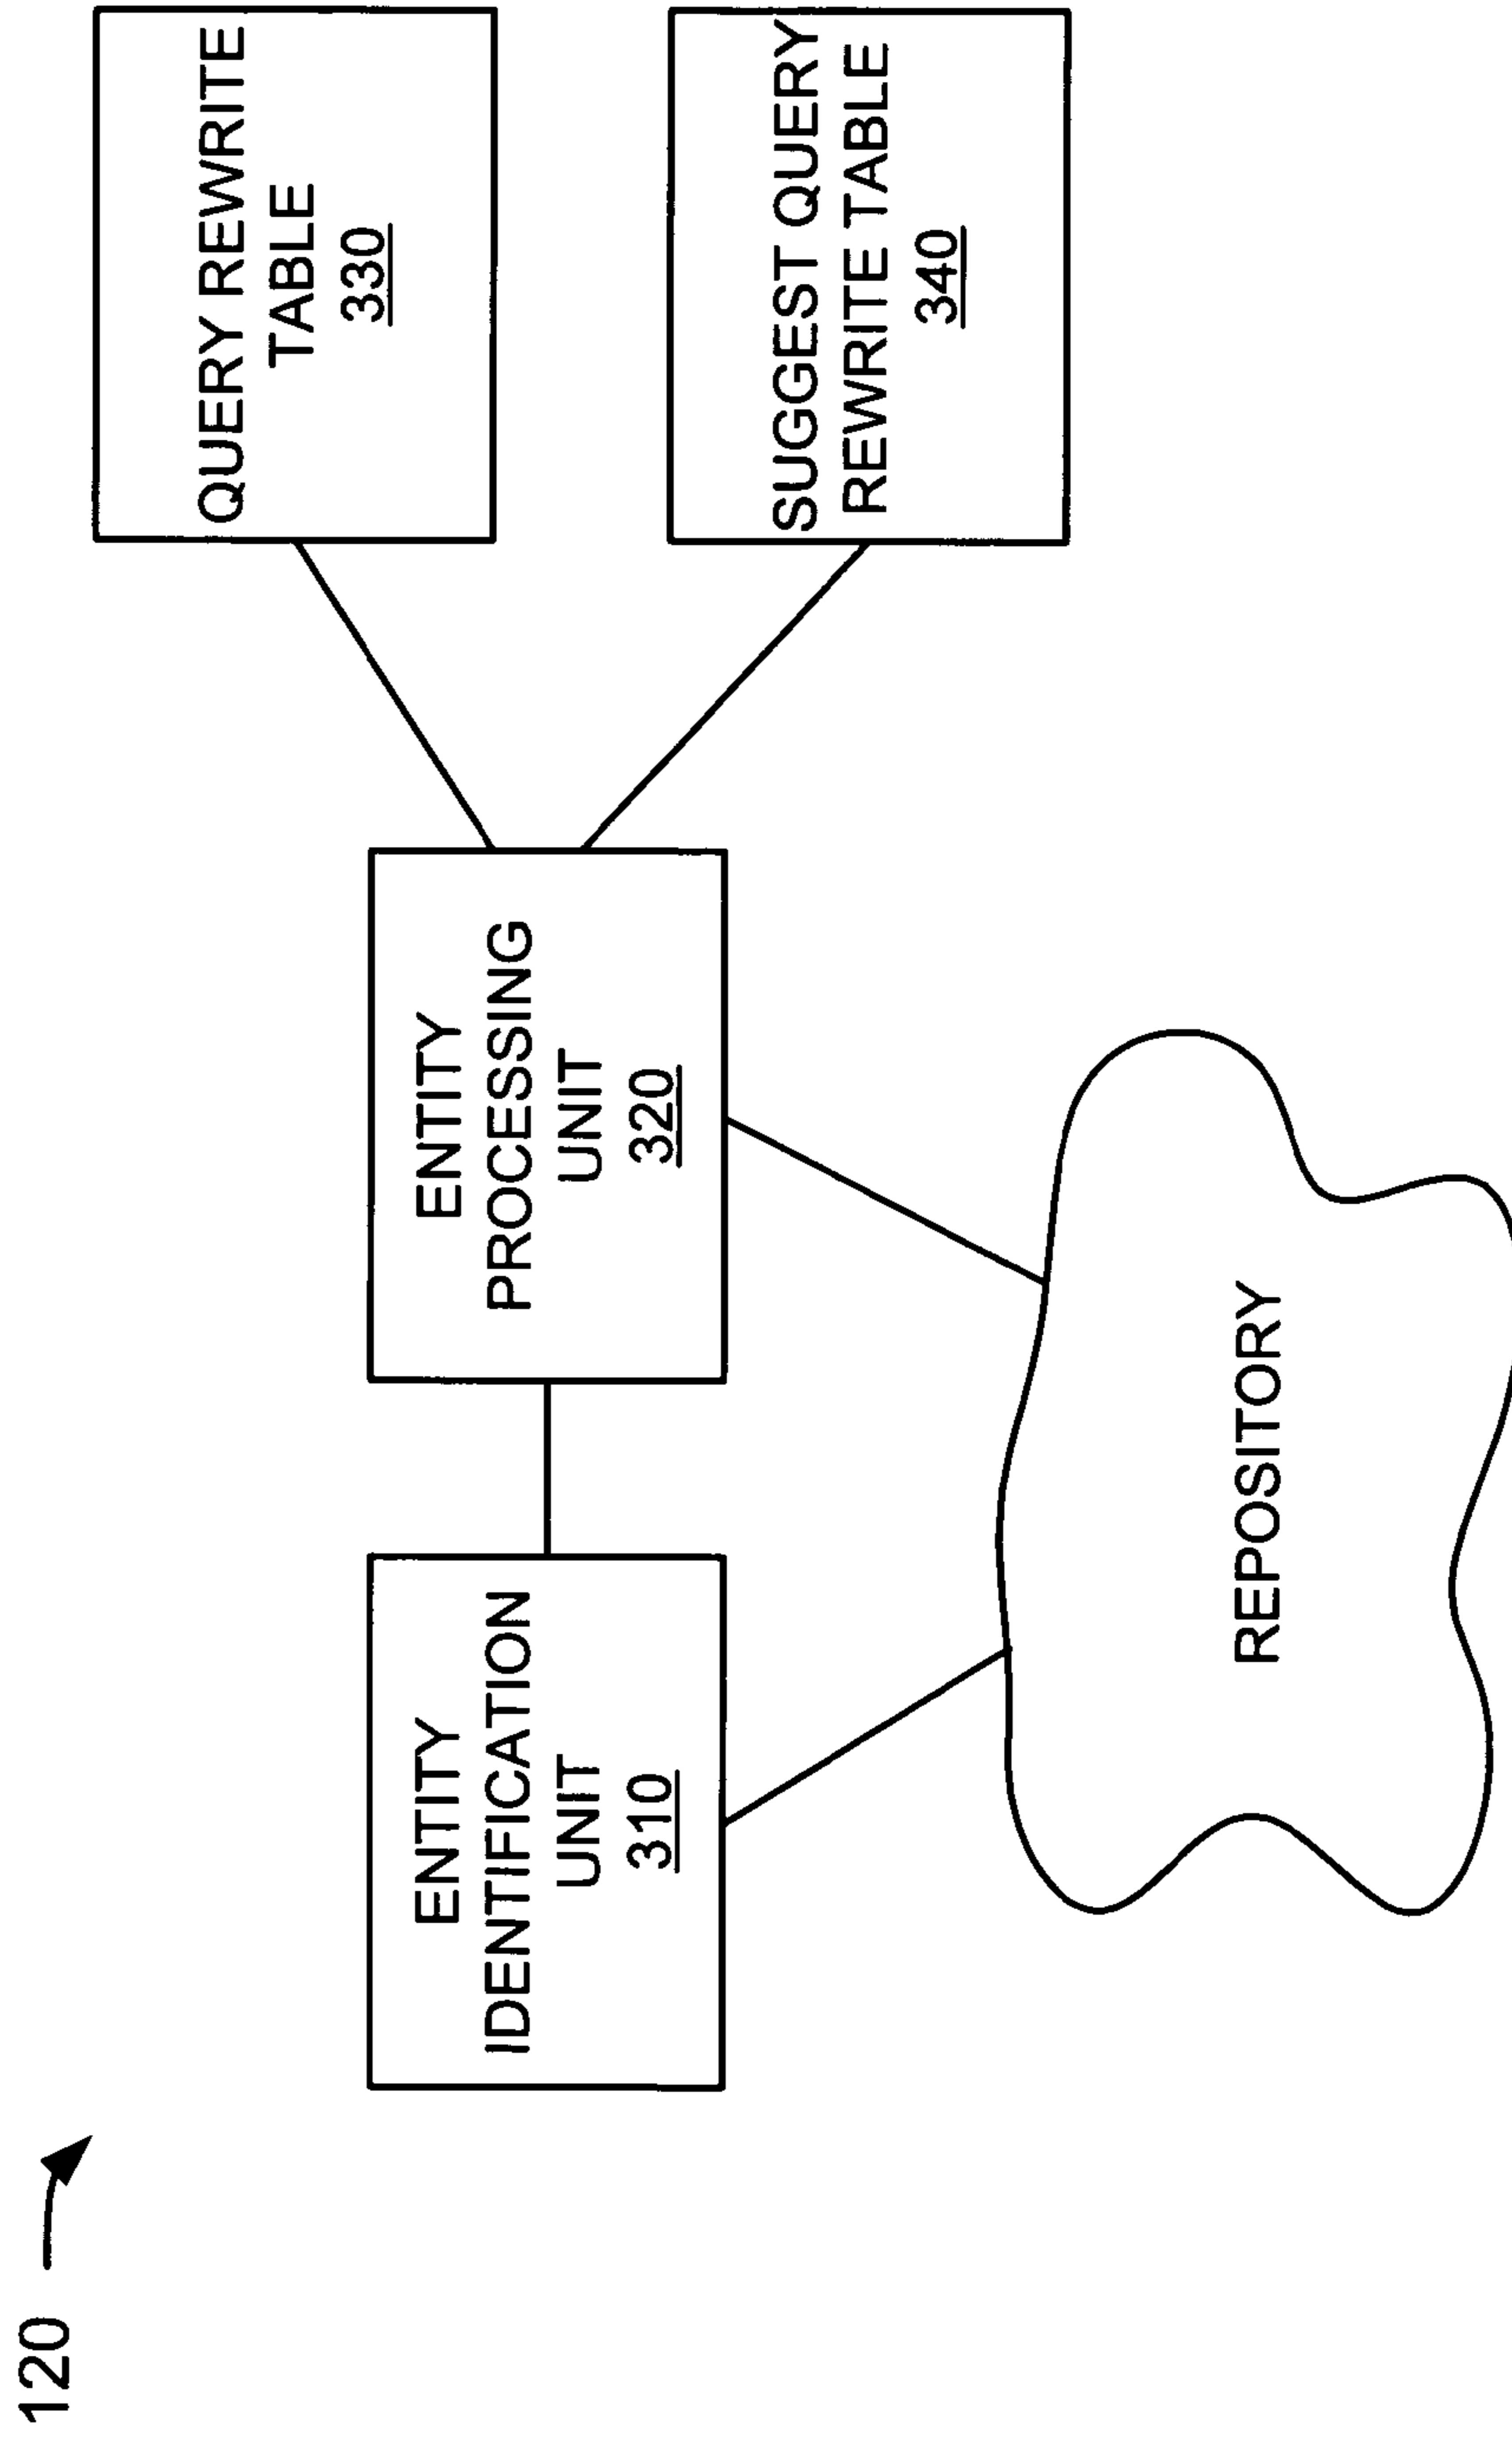 120
ENTITY
IDENTIFICATION
UNIT
310
ENTITY
PROCESSING
UNIT
320
QUERY REWRITE
TABLE
330
SUGGEST QUERY
REWRITE TABLE
340
REPOSITORY